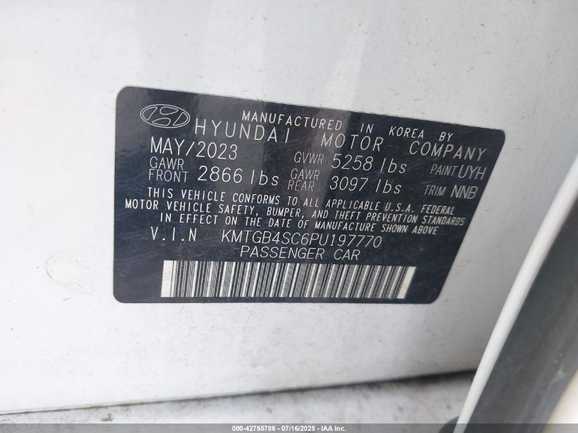 MANUFACTURED IN KOREA BY
HYUNDAI MOTOR COMPANY
MAY/2023 GVWR 5258 lbs PAINT UYH
GAWR FRONT 2866 lbs GAWR REAR 3097 lbs TRIM NNB
THIS VEHICLE CONFORMS TO ALL APPLICABLE U.S.A. FEDERAL
MOTOR VEHICLE SAFETY, BUMPER, AND THEFT PREVENTION STANDARDS
IN EFFECT ON THE DATE OF MANUFACTURE SHOWN ABOVE.
V.I.N KMTGB4SC6PU197770
PASSENGER CAR
000-42755788 - 07/16/2025 - IAA Inc.